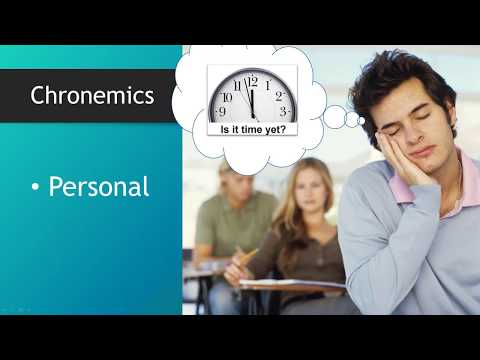 Chronemics
• Personal
11 12 1
10 2
9 3
Is it time yet?